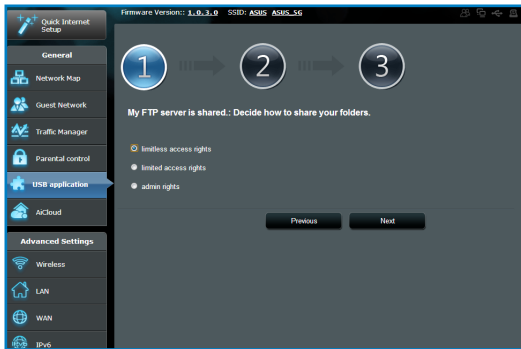 Quick Internet
Setup
Firmware Version:: 1.0.3.0 SSID: ASUS ASUS_5G
General
Network Map
Guest Network
Traffic Manager
Parental control
USB application
AiCloud
Advanced Settings
Wireless
LAN
WAN
IPv6
1
2
3
My FTP server is shared.: Decide how to share your folders.
limitless access rights
limited access rights
admin rights
Previous
Next